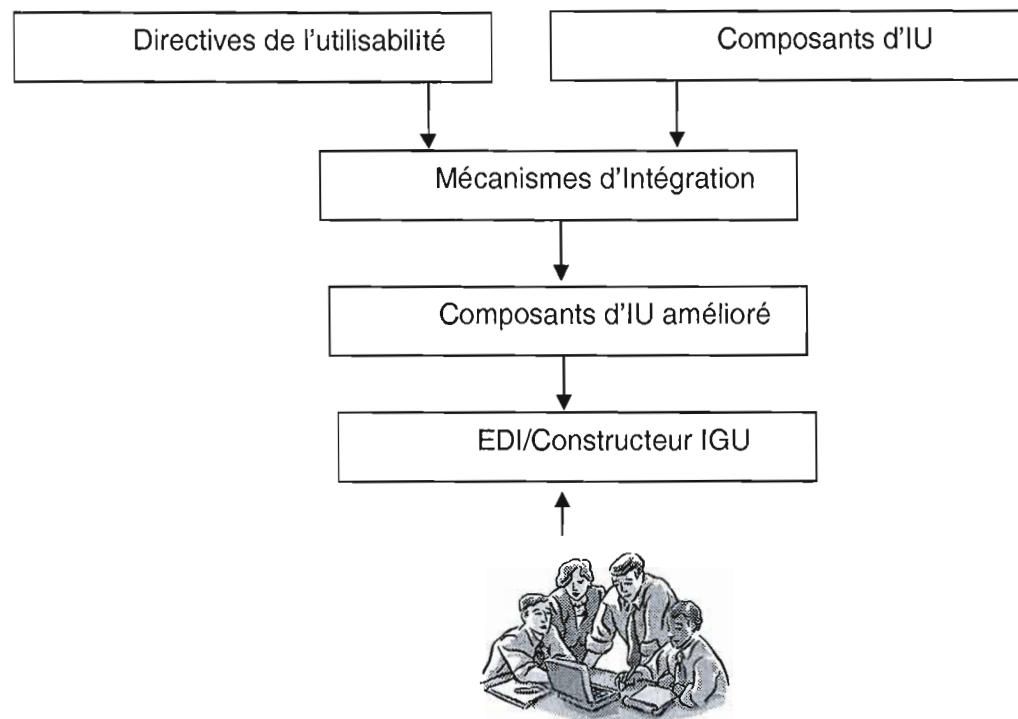 Directives de l'utilisabilité
Composants d'IU
Mécanismes d'Intégration
Composants d'IU amélioré
EDI/Constructeur IGU